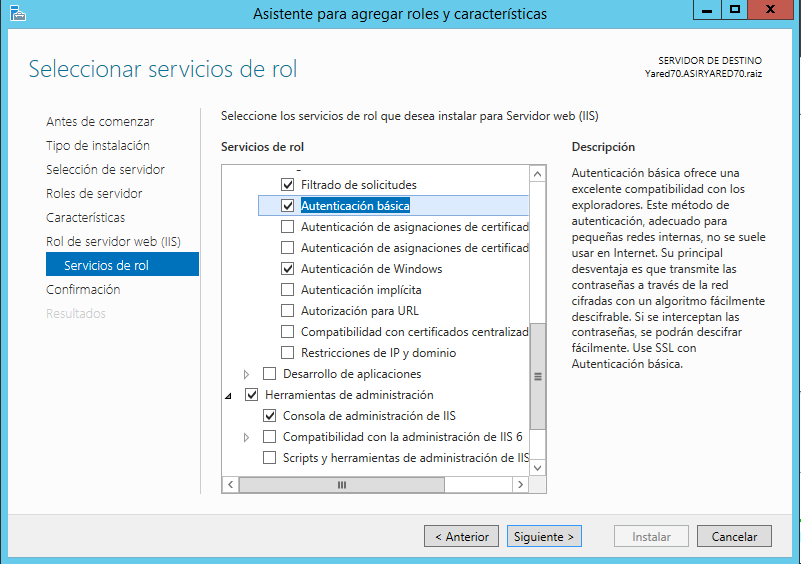 Asistente para agregar roles y características
Seleccionar servicios de rol
SERVIDOR DE DESTINO
Yared70.ASIRYARED70.raiz
Antes de comenzar
Tipo de instalación
Selección de servidor
Roles de servidor
Características
Rol de servidor web (IIS)
Servicios de rol
Confirmación
Resultados
Seleccione los servicios de rol que desea instalar para Servidor web (IIS)
Servicios de rol
Filtrado de solicitudes
Autenticación básica
Autenticación de asignaciones de certificad
Autenticación de asignaciones de certificad
Autenticación de Windows
Autenticación implícita
Autorización para URL
Compatibilidad con certificados centralizad
Restricciones de IP y dominio
Desarrollo de aplicaciones
Herramientas de administración
Consola de administración de IIS
Compatibilidad con la administración de IIS 6
Scripts y herramientas de administración de IIS
Descripción
Autenticación básica ofrece una
excelente compatibilidad con los
exploradores. Este método de
autenticación, adecuado para
pequeñas redes internas, no se suele
usar en Internet. Su principal
desventaja es que transmite las
contraseñas a través de la red
cifradas con un algoritmo fácilmente
descifrable. Si se interceptan las
contraseñas, se podrán descifrar
fácilmente. Use SSL con
Autenticación básica.
< Anterior
Siguiente >
Instalar
Cancelar